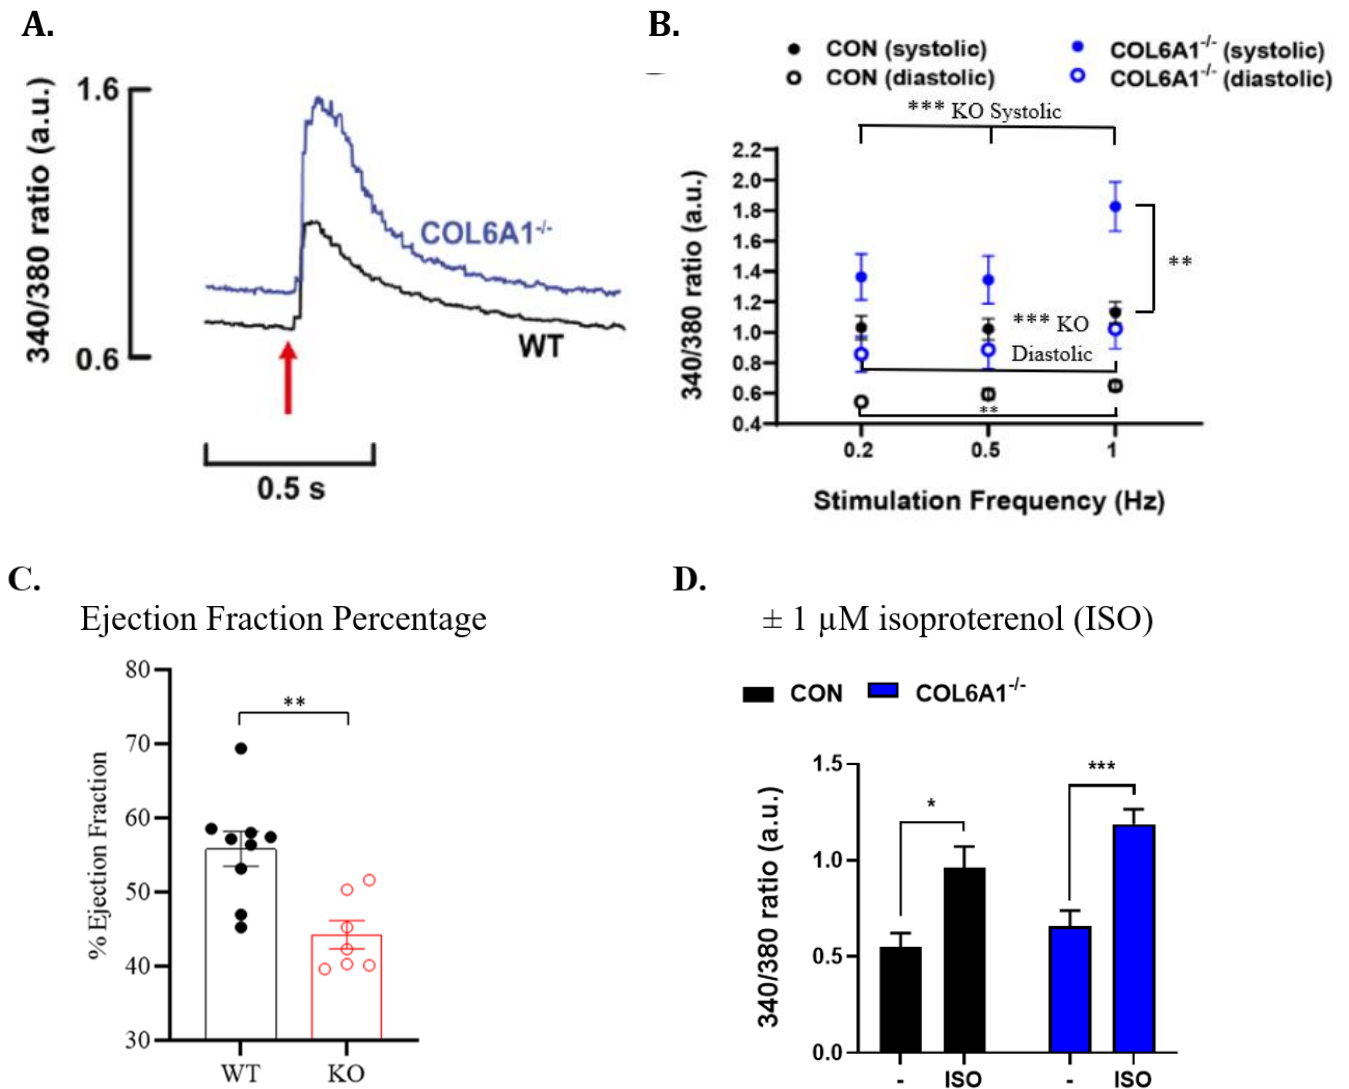 A.
1.6
0.6
340/380 ratio (a.u.)
COL6A1-/-
WT
0.5 s
B.
CON (systolic)
CON (diastolic)
COL6A1-/- (systolic)
COL6A1-/- (diastolic)
*** KO Systolic
2.2
2.0
1.8
1.6
1.4
1.2
1.0
0.8
0.6
0.4
340/380 ratio (a.u.)
**
*** KO
Diastolic
**
0.2
0.5
1
Stimulation Frequency (Hz)
C.
Ejection Fraction Percentage
80
70
60
50
40
30
% Ejection Fraction
**
WT
KO
D.
± 1 µM isoproterenol (ISO)
CON
COL6A1-/-
1.5
1.0
0.5
0.0
340/380 ratio (a.u.)
*
***
-
ISO
-
ISO